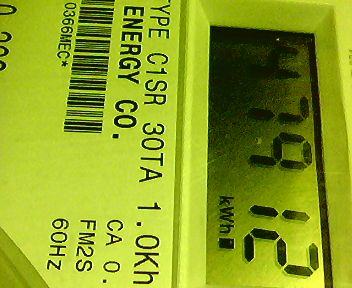 TYPE C1SR 30TA 1.0Kh
ENERGY CO.
CA 0.
FM2S
60Hz
0366MEC*
47912
kWh